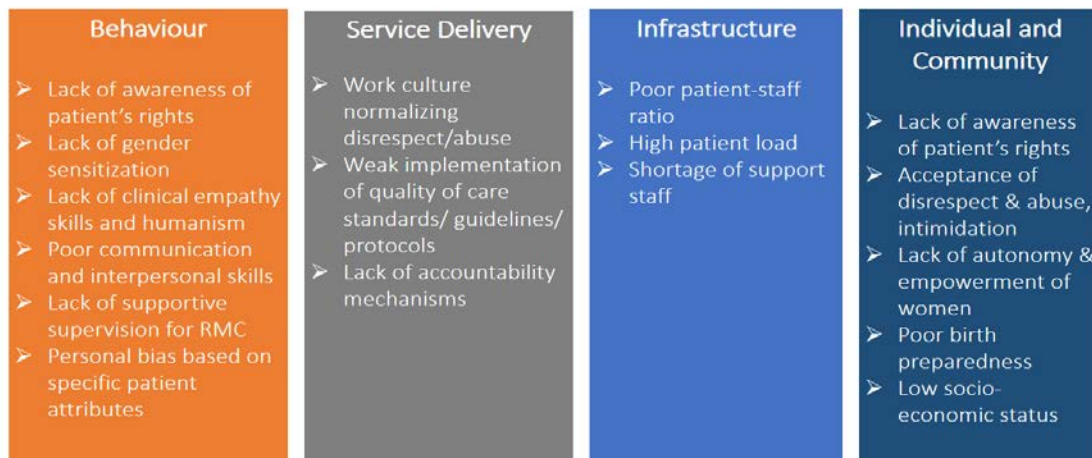 Behaviour
➢ Lack of awareness of
patient's rights
➢ Lack of gender
sensitization
➢ Lack of clinical empathy
skills and humanism
➢ Poor communication
and interpersonal skills
➢ Lack of supportive
supervision for RMC
➢ Personal bias based on
specific patient
attributes
Service Delivery
➢ Work culture
normalizing
disrespect/abuse
➢ Weak implementation
of quality of care
standards/ guidelines/
protocols
➢ Lack of accountability
mechanisms
Infrastructure
➢ Poor patient-staff
ratio
➢ High patient load
➢ Shortage of support
staff
Individual and
Community
➢ Lack of awareness
of patient's rights
➢ Acceptance of
disrespect & abuse,
intimidation
➢ Lack of autonomy &
empowerment of
women
➢ Poor birth
preparedness
➢ Low socio-
economic status